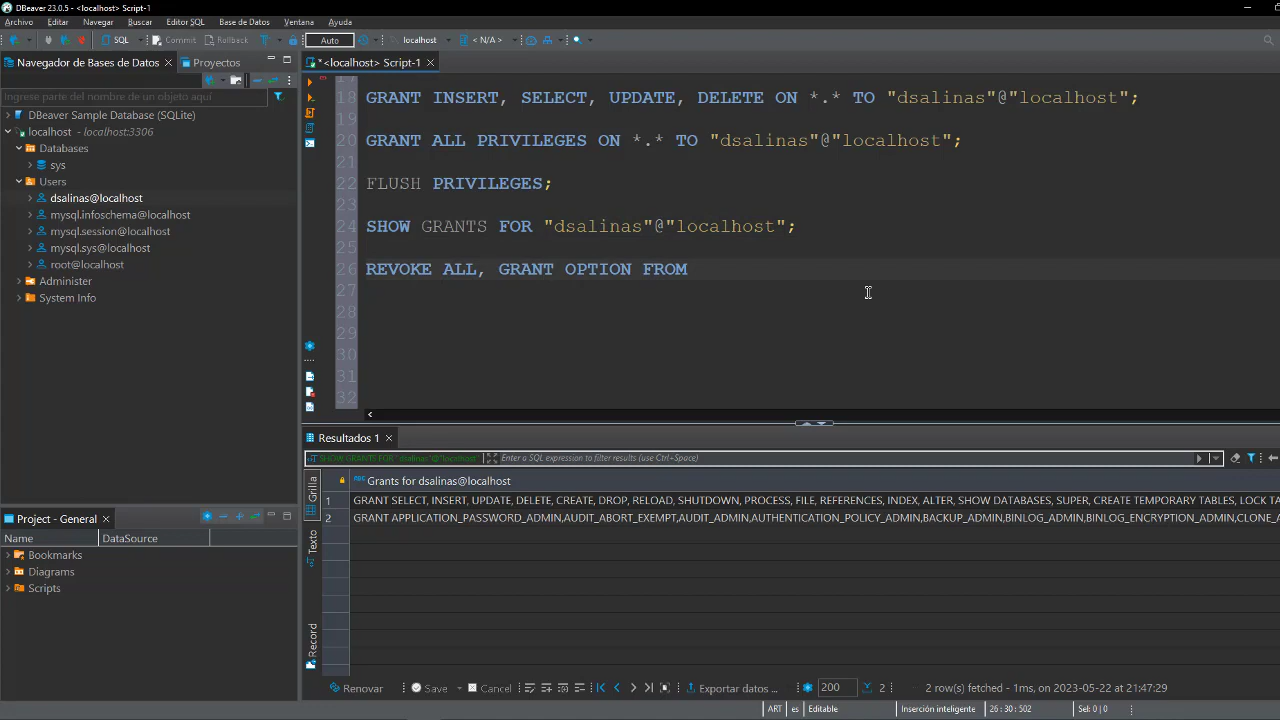 DBeaver 23.0.5 - <localhost> Script-1
Archivo Editar Navegar Buscar Editor SQL Base de Datos Ventana Ayuda
SQL Commit Rollback Auto localhost < N/A >
Navegador de Bases de Datos Proyectos
*<localhost> Script-1
Ingrese parte del nombre de un objeto aquí
DBeaver Sample Database (SQLite)
localhost - localhost:3306
Databases
sys
Users
dsalinas@localhost
mysql.infoschema@localhost
mysql.session@localhost
mysql.sys@localhost
root@localhost
Administer
System Info
17
18 GRANT INSERT, SELECT, UPDATE, DELETE ON *.* TO "dsalinas"@"localhost";
19
20 GRANT ALL PRIVILEGES ON *.* TO "dsalinas"@"localhost";
21
22 FLUSH PRIVILEGES;
23
24 SHOW GRANTS FOR "dsalinas"@"localhost";
25
26 REVOKE ALL, GRANT OPTION FROM
27
28
29
30
31
32
Project - General
Name DataSource
Bookmarks
Diagrams
Scripts
Resultados 1
SHOW GRANTS FOR "dsalinas"@"localhost" Enter a SQL expression to filter results (use Ctrl+Space)
Grilla
Texto
Record
Grants for dsalinas@localhost
1 GRANT SELECT, INSERT, UPDATE, DELETE, CREATE, DROP, RELOAD, SHUTDOWN, PROCESS, FILE, REFERENCES, INDEX, ALTER, SHOW DATABASES, SUPER, CREATE TEMPORARY TABLES, LOCK TA
2 GRANT APPLICATION_PASSWORD_ADMIN,AUDIT_ABORT_EXEMPT,AUDIT_ADMIN,AUTHENTICATION_POLICY_ADMIN,BACKUP_ADMIN,BINLOG_ADMIN,BINLOG_ENCRYPTION_ADMIN,CLONE_A
Renovar Save Cancel Exportar datos ... 200 2 2 row(s) fetched - 1ms, on 2023-05-22 at 21:47:29
ART es Editable Inserción inteligente 26 : 30 : 502 Sel: 0 | 0